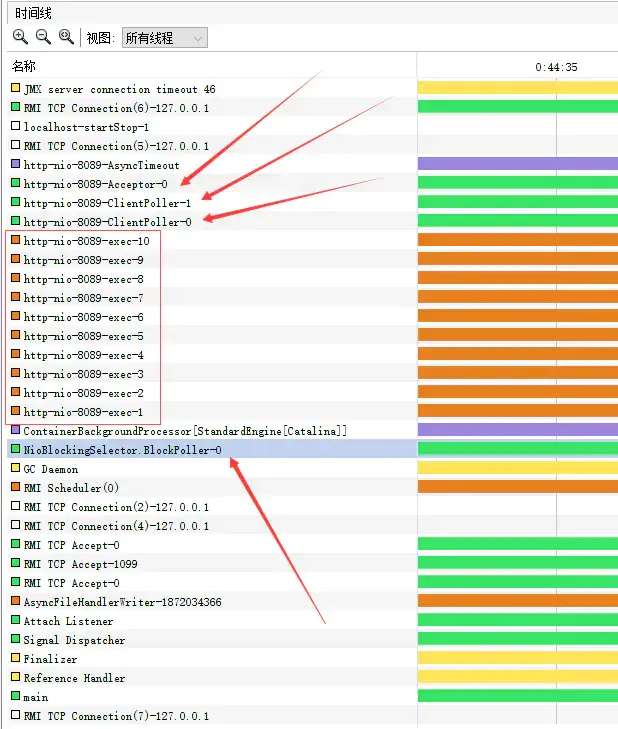 时间线
视图: 所有线程
名称
0:44:35
JMX server connection timeout 46
RMI TCP Connection(6)-127.0.0.1
localhost-startStop-1
RMI TCP Connection(5)-127.0.0.1
http-nio-8089-AsyncTimeout
http-nio-8089-Acceptor-0
http-nio-8089-ClientPoller-1
http-nio-8089-ClientPoller-0
http-nio-8089-exec-10
http-nio-8089-exec-9
http-nio-8089-exec-8
http-nio-8089-exec-7
http-nio-8089-exec-6
http-nio-8089-exec-5
http-nio-8089-exec-4
http-nio-8089-exec-3
http-nio-8089-exec-2
http-nio-8089-exec-1
ContainerBackgroundProcessor[StandardEngine[Catalina]]
NioBlockingSelector.BlockPoller-0
GC Daemon
RMI Scheduler(0)
RMI TCP Connection(2)-127.0.0.1
RMI TCP Connection(4)-127.0.0.1
RMI TCP Accept-0
RMI TCP Accept-1099
RMI TCP Accept-0
AsyncFileHandlerWriter-1872034366
Attach Listener
Signal Dispatcher
Finalizer
Reference Handler
main
RMI TCP Connection(7)-127.0.0.1